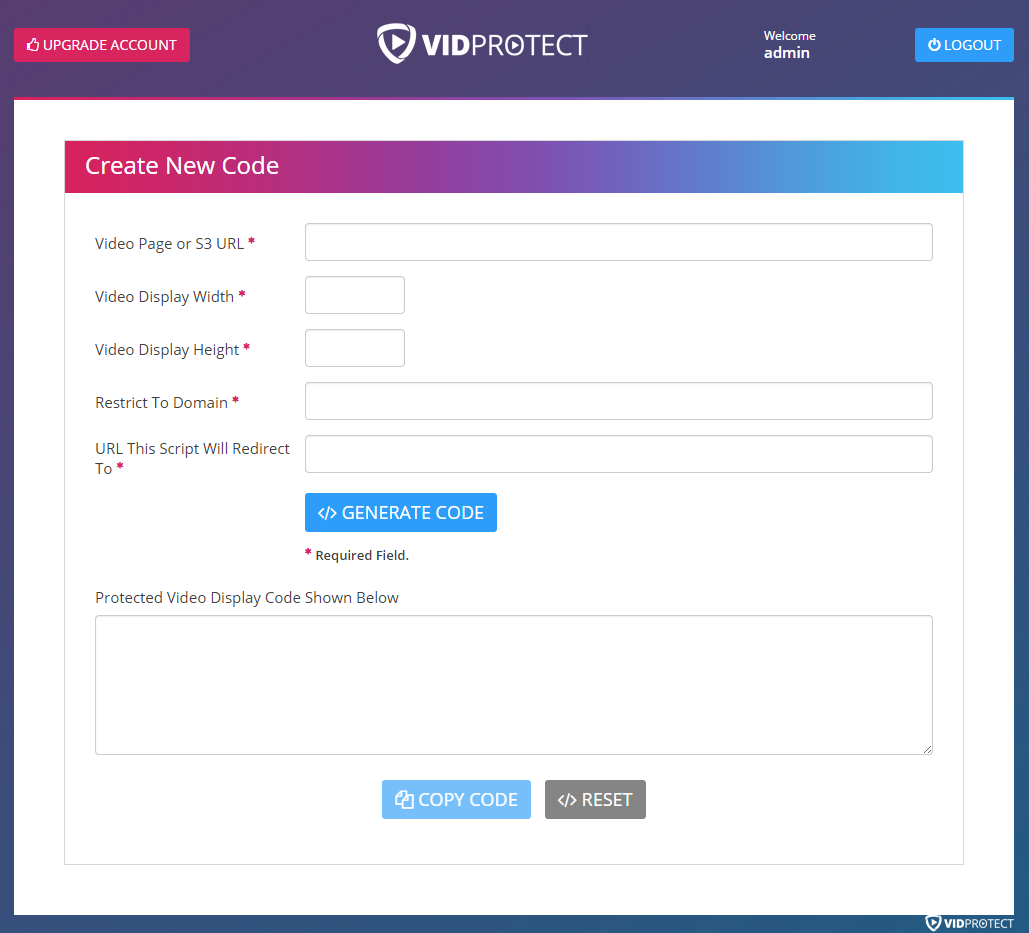 UPGRADE ACCOUNT
VIDPROTECT
Welcome
admin
LOGOUT
Create New Code
Video Page or S3 URL *
Video Display Width *
Video Display Height *
Restrict To Domain *
URL This Script Will Redirect
To *
</> GENERATE CODE
* Required Field.
Protected Video Display Code Shown Below
COPY CODE
</> RESET
VIDPROTECT